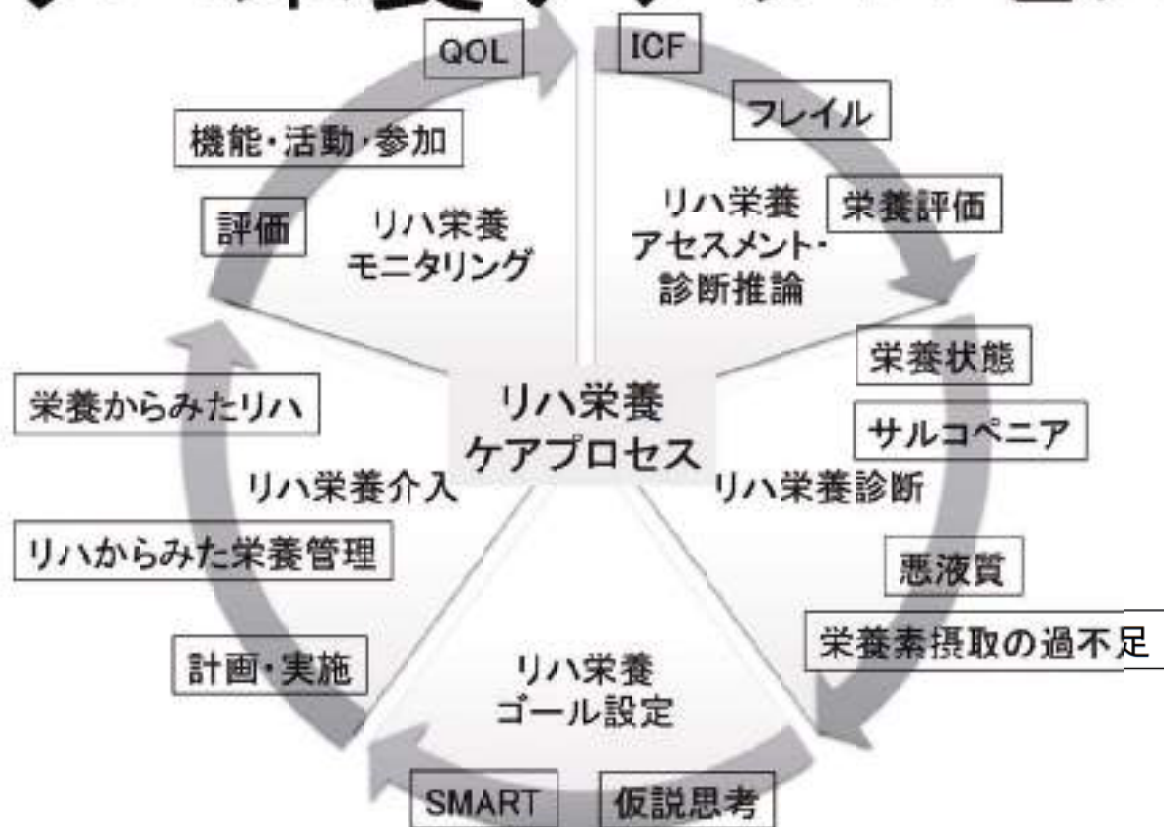 QOL
ICF
フレイル
機能・活動・参加
栄養評価
評価
リハ栄養
モニタリング
リハ栄養
アセスメント・
診断推論
栄養状態
サルコペニア
栄養からみたリハ
リハ栄養
ケアプロセス
リハ栄養介入
リハ栄養診断
リハからみた栄養管理
悪液質
栄養素摂取の過不足
計画・実施
リハ栄養
ゴール設定
SMART
仮説思考